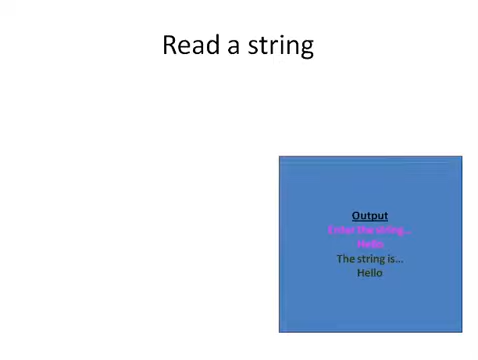 Read a string
Output
Enter the string...
Hello
The string is...
Hello